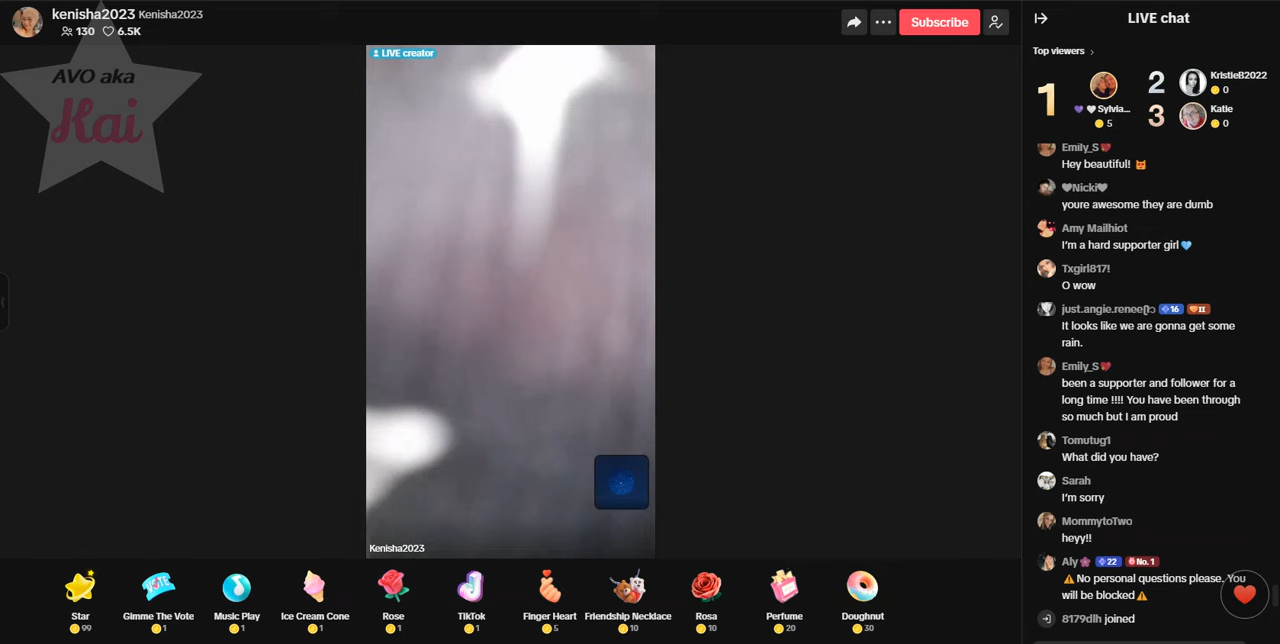 kenisha2023 Kenisha2023
130 6.5K
Subscribe
AVO aka
Kai
LIVE creator
Kenisha2023
Star
99
Gimme The Vote
1
Music Play
1
Ice Cream Cone
1
Rose
1
TikTok
1
Finger Heart
5
Friendship Necklace
10
Rosa
10
Perfume
20
Doughnut
30
LIVE chat
Top viewers
1
💜🤍Sylvia...
5
2
KristieB2022
0
3
Katie
0
Emily_S💘
Hey beautiful! 😻
🩶Nicki🩶
youre awesome they are dumb
Amy Mailhiot
I'm a hard supporter girl🩵
Txgirl817!
O wow
just.angie.renee 16 II
It looks like we are gonna get some
rain.
Emily_S💘
been a supporter and follower for a
long time !!!! You have been through
so much but I am proud
Tomutug1
What did you have?
Sarah
I'm sorry
MommytoTwo
heyy!!
Aly🌸 22 No. 1
⚠️No personal questions please. You
will be blocked⚠️
8179dlh joined